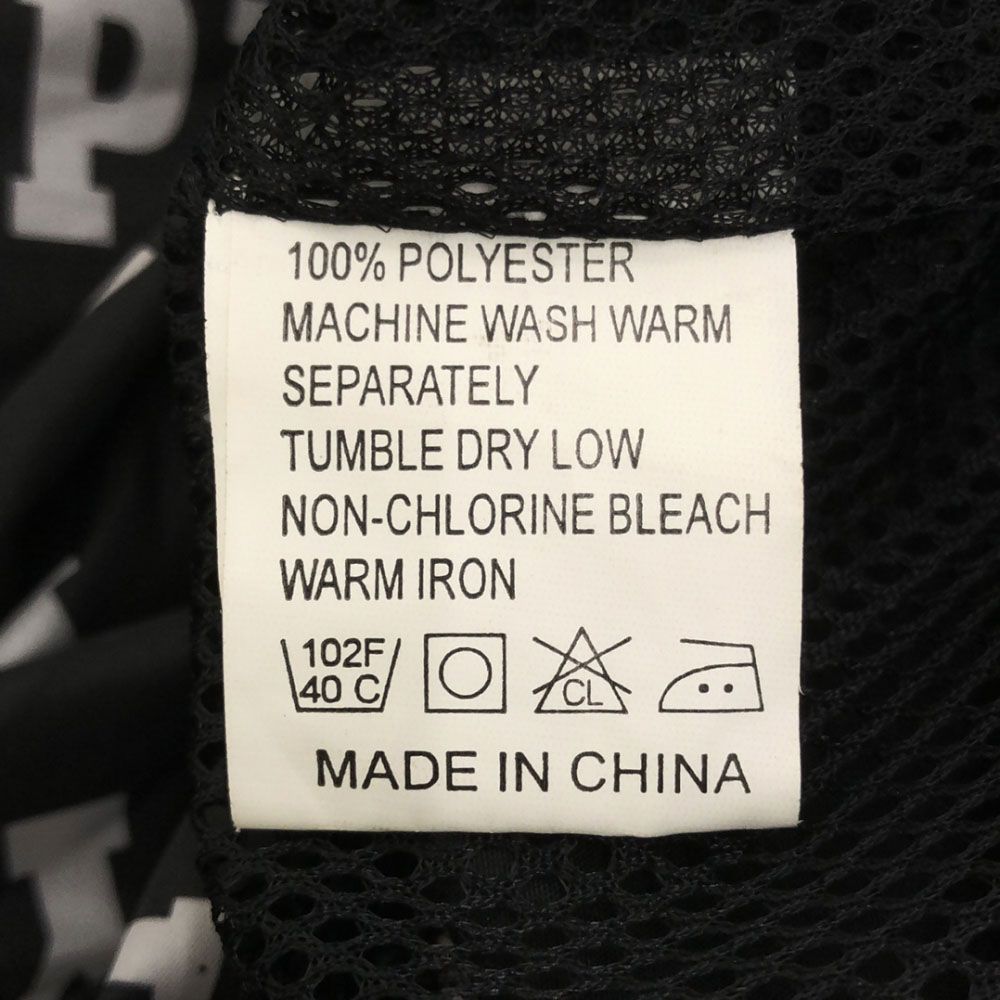 P
100% POLYESTER
MACHINE WASH WARM
SEPARATELY
TUMBLE DRY LOW
NON-CHLORINE BLEACH
WARM IRON
102F
40 C
CL
MADE IN CHINA